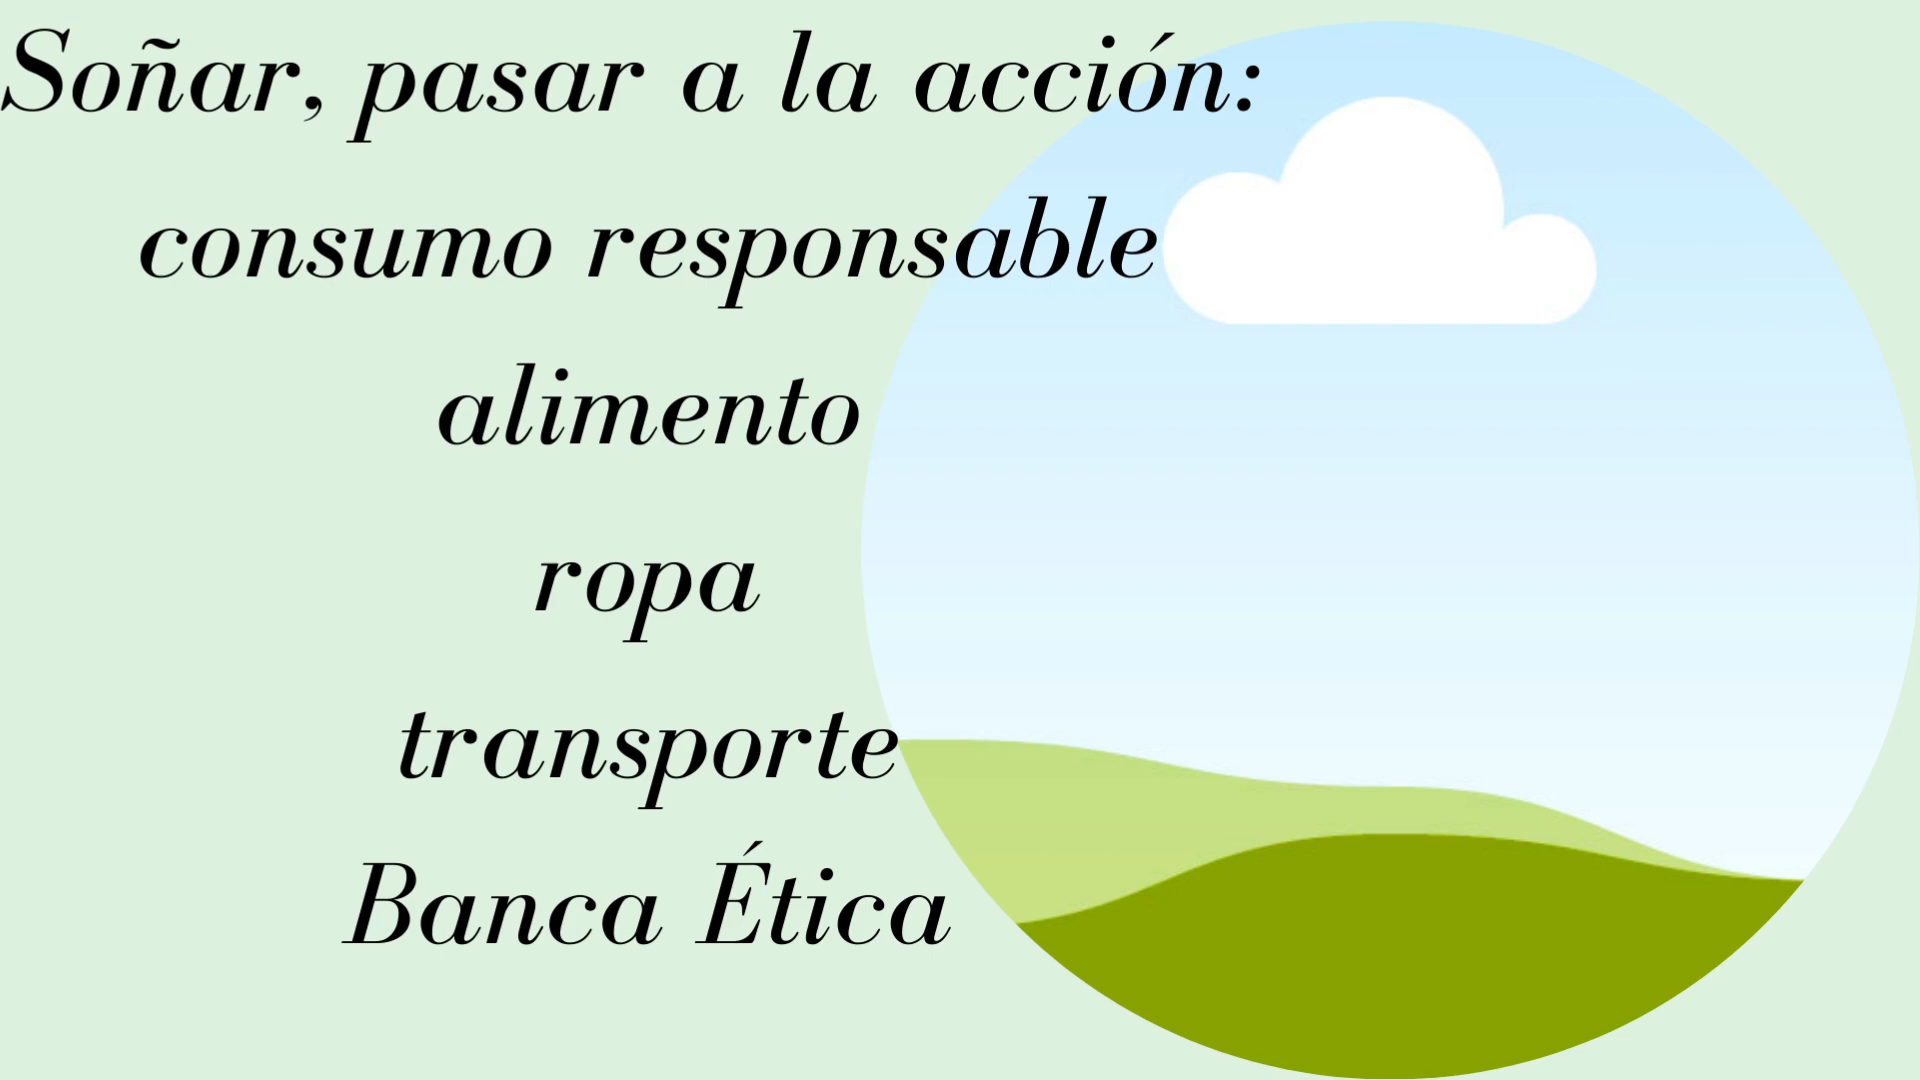 Soñar, pasar a la acción:
consumo responsable
alimento
ropa
transporte
Banca Ética